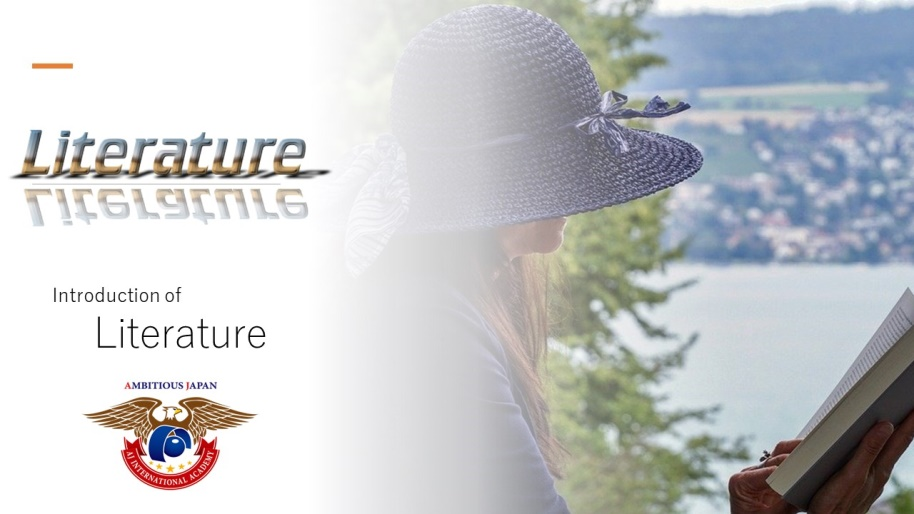 Literature
Introduction of
Literature
AMBITIOUS JAPAN
AI INTERNATIONAL ACADEMY